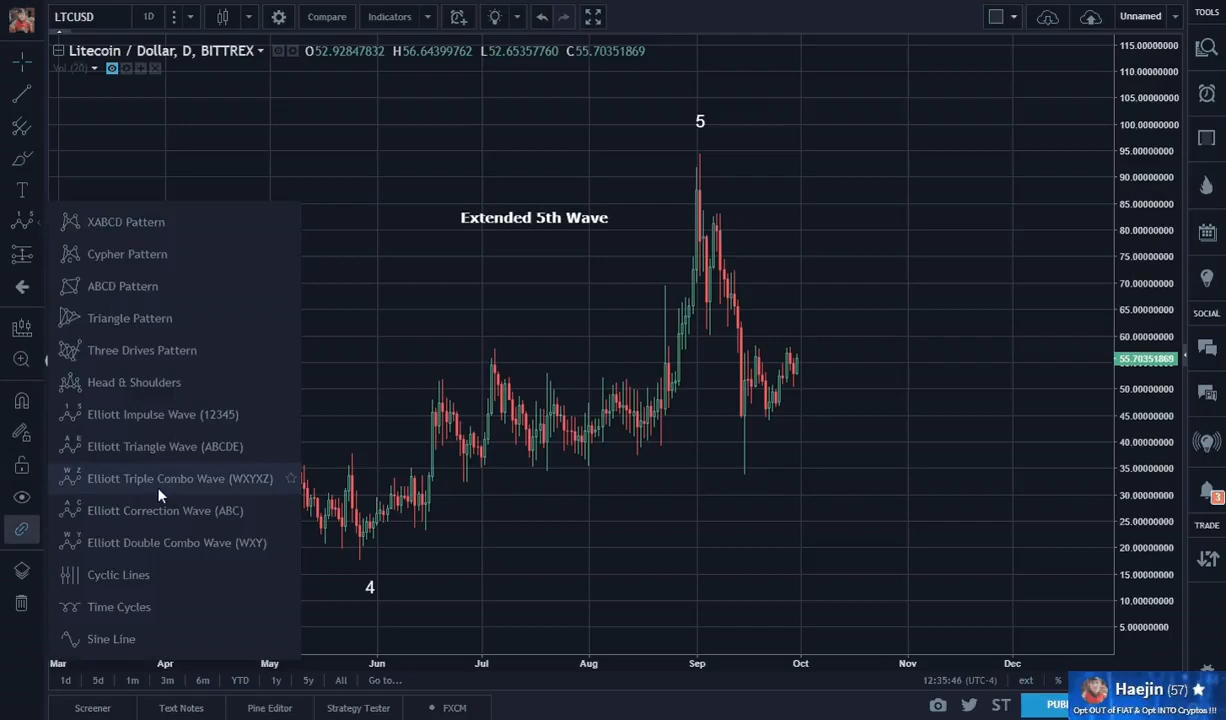 LTCUSD 1D Compare Indicators Unnamed TOOLS
Litecoin / Dollar, D, BITTREX O52.92847832 H56.64399762 L52.65357760 C55.70351869
Vol (20)
115.00000000
110.00000000
105.00000000
100.00000000
95.00000000
90.00000000
85.00000000
80.00000000
75.00000000
70.00000000
65.00000000
60.00000000
55.70351869
50.00000000
45.00000000
40.00000000
35.00000000
30.00000000
25.00000000
20.00000000
15.00000000
10.00000000
5.00000000
5
Extended 5th Wave
4
XABCD Pattern
Cypher Pattern
ABCD Pattern
Triangle Pattern
Three Drives Pattern
Head & Shoulders
Elliott Impulse Wave (12345)
Elliott Triangle Wave (ABCDE)
Elliott Triple Combo Wave (WXYXZ)
Elliott Correction Wave (ABC)
Elliott Double Combo Wave (WXY)
Cyclic Lines
Time Cycles
Sine Line
SOCIAL
3
TRADE
Mar Apr May Jun Jul Aug Sep Oct Nov Dec
1d 5d 1m 3m 6m YTD 1y 5y All Go to... 12:35:46 (UTC-4) ext %
Screener Text Notes Pine Editor Strategy Tester FXCM ST PUB
Haejin (57)
Opt OUT of FIAT & Opt INTO Cryptos !!!